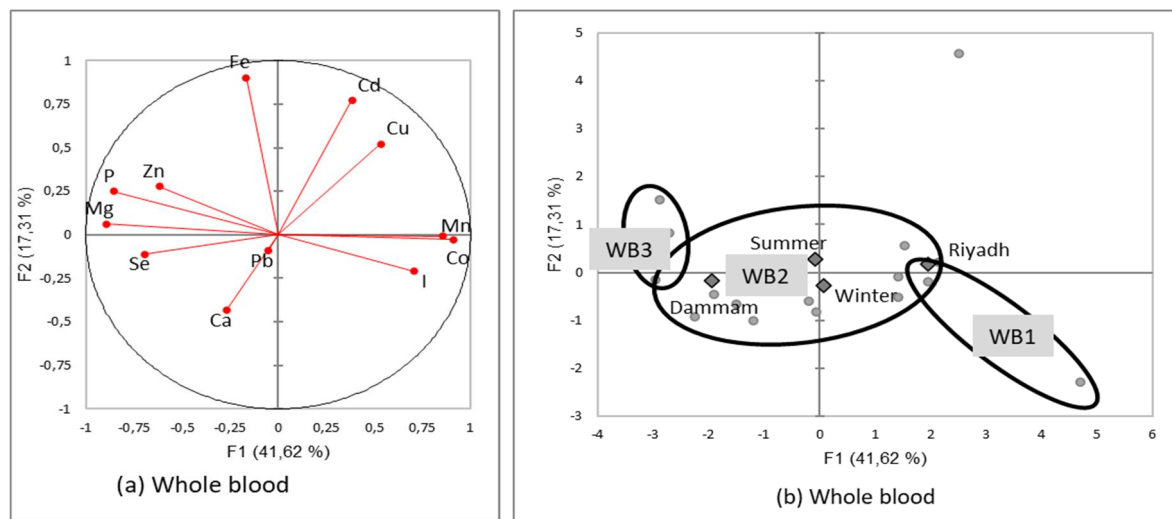 1
0,75
0,5
0,25
0
-0,25
-0,5
-0,75
-1
F2 (17,31 %)
Fe
Cd
Cu
P
Zn
Mg
Mn
Se
Pb
Co
I
Ca
-1
-0,75
-0,5
-0,25
0
0,25
0,5
0,75
1
F1 (41,62 %)
(a) Whole blood
5
4
3
2
1
0
-1
-2
-3
F2 (17,31 %)
WB3
Summer
Riyadh
WB2
Dammam
Winter
WB1
-4
-3
-2
-1
0
1
2
3
4
5
6
F1 (41,62 %)
(b) Whole blood